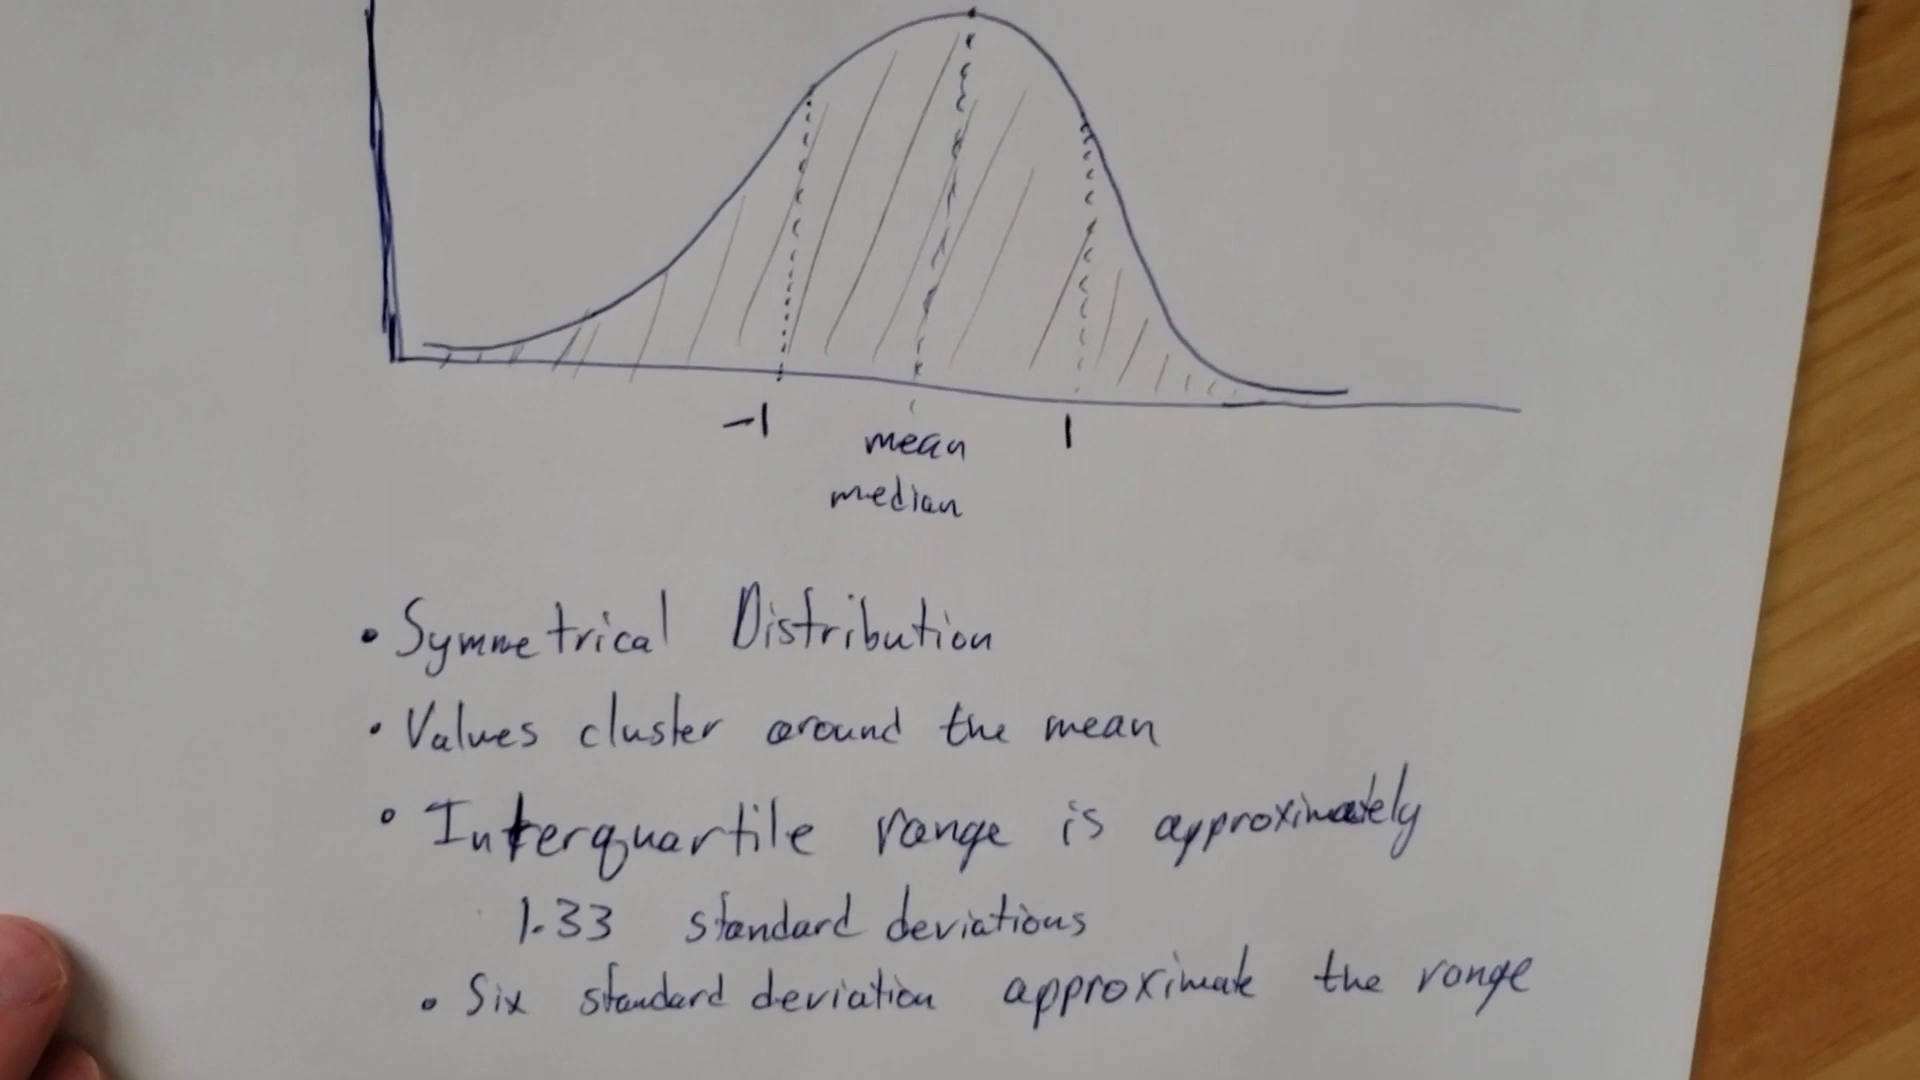 -1
mean
1
median
• Symmetrical Distribution
• Values cluster around the mean
• Interquartile range is approximately
1.33 standard deviations
• Six standard deviation approximate the range